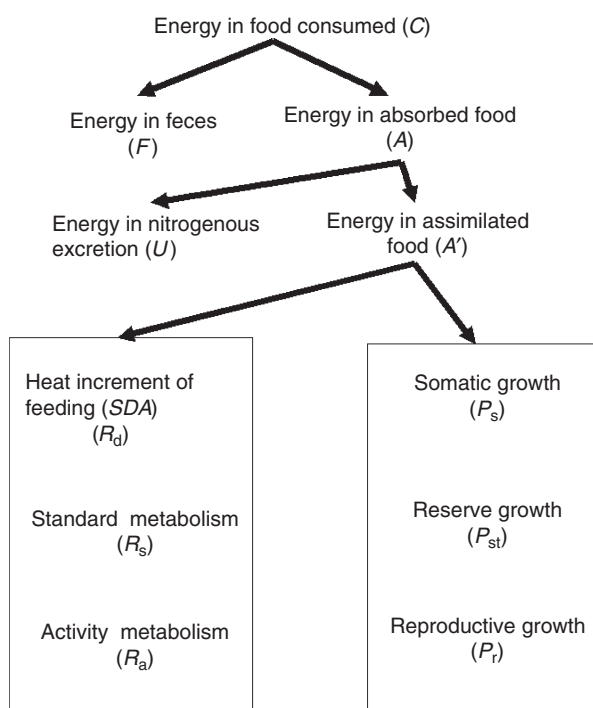 Energy in food consumed (C)
Energy in feces
(F)
Energy in absorbed food
(A)
Energy in nitrogenous
excretion (U)
Energy in assimilated
food (A′)
Heat increment of
feeding (SDA)
(Rd)
Standard metabolism
(Rs)
Activity metabolism
(Ra)
Somatic growth
(Ps)
Reserve growth
(Pst)
Reproductive growth
(Pr)